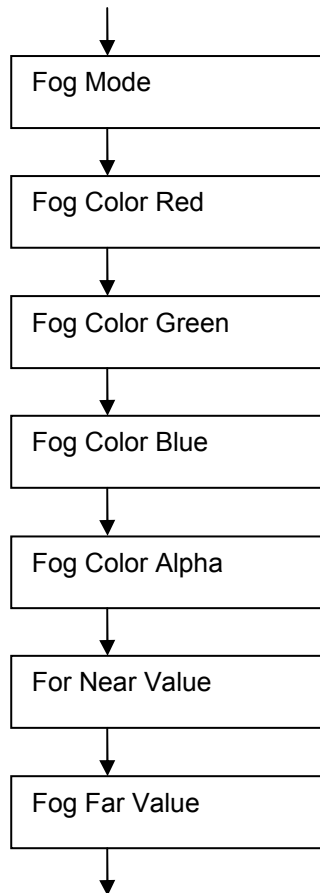 Fog Mode
Fog Color Red
Fog Color Green
Fog Color Blue
Fog Color Alpha
For Near Value
Fog Far Value